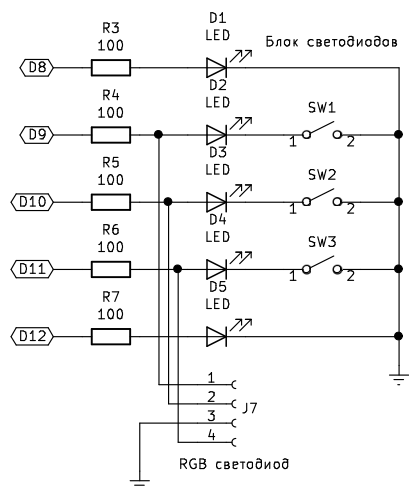 D1
LED
Блок светодиодов
R3
100
D8
D2
LED
R4
100
D9
SW1
1 2
D3
LED
R5
100
D10
SW2
1 2
D4
LED
R6
100
D11
SW3
1 2
D5
LED
R7
100
D12
1
2
3
4
J7
RGB светодиод